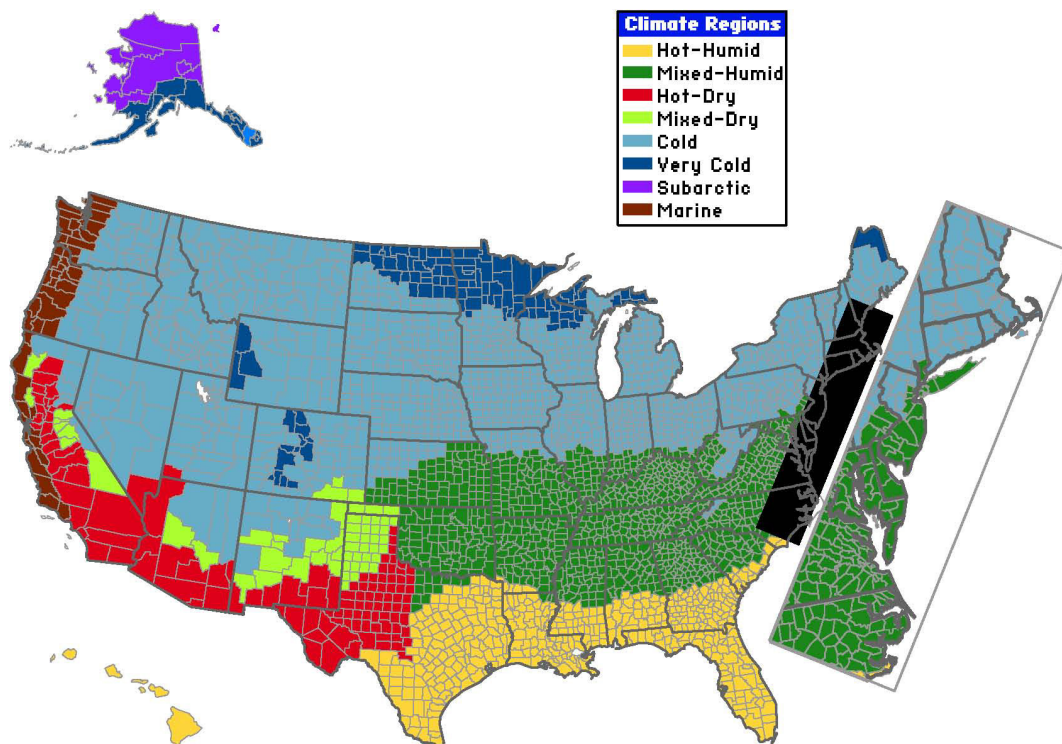 Climate Regions
Hot-Humid
Mixed-Humid
Hot-Dry
Mixed-Dry
Cold
Very Cold
Subarctic
Marine